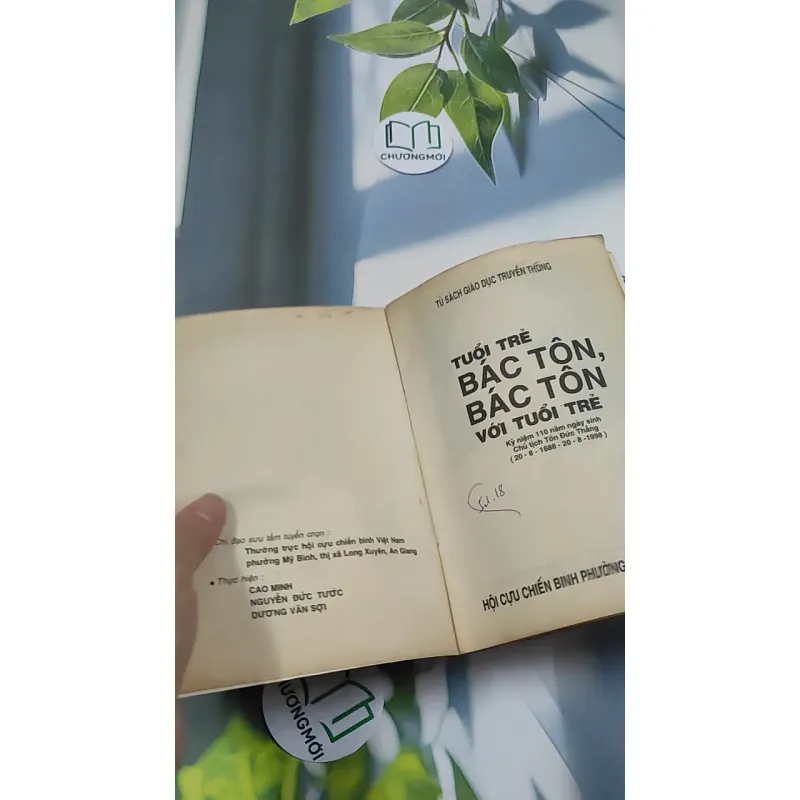 CHƯƠNGMỚI
• Chỉ đạo sưu tầm tuyển chọn :
Thường trực hội cựu chiến binh Việt Nam
phường Mỹ Bình, thị xã Long Xuyên, An Giang
• Thực hiện :
CAO MINH
NGUYỄN ĐỨC TƯỚC
DƯƠNG VĂN SỢI
TỦ SÁCH GIÁO DỤC TRUYỀN THỐNG
TUỔI TRẺ
BÁC TÔN,
BÁC TÔN
VỚI TUỔI TRẺ
Kỷ niệm 110 năm ngày sinh
Chủ tịch Tôn Đức Thắng
( 20 - 8 - 1888 - 20 - 8 - 1998 )
HỘI CỰU CHIẾN BINH PHƯỜNG
CHƯƠNGMỚI